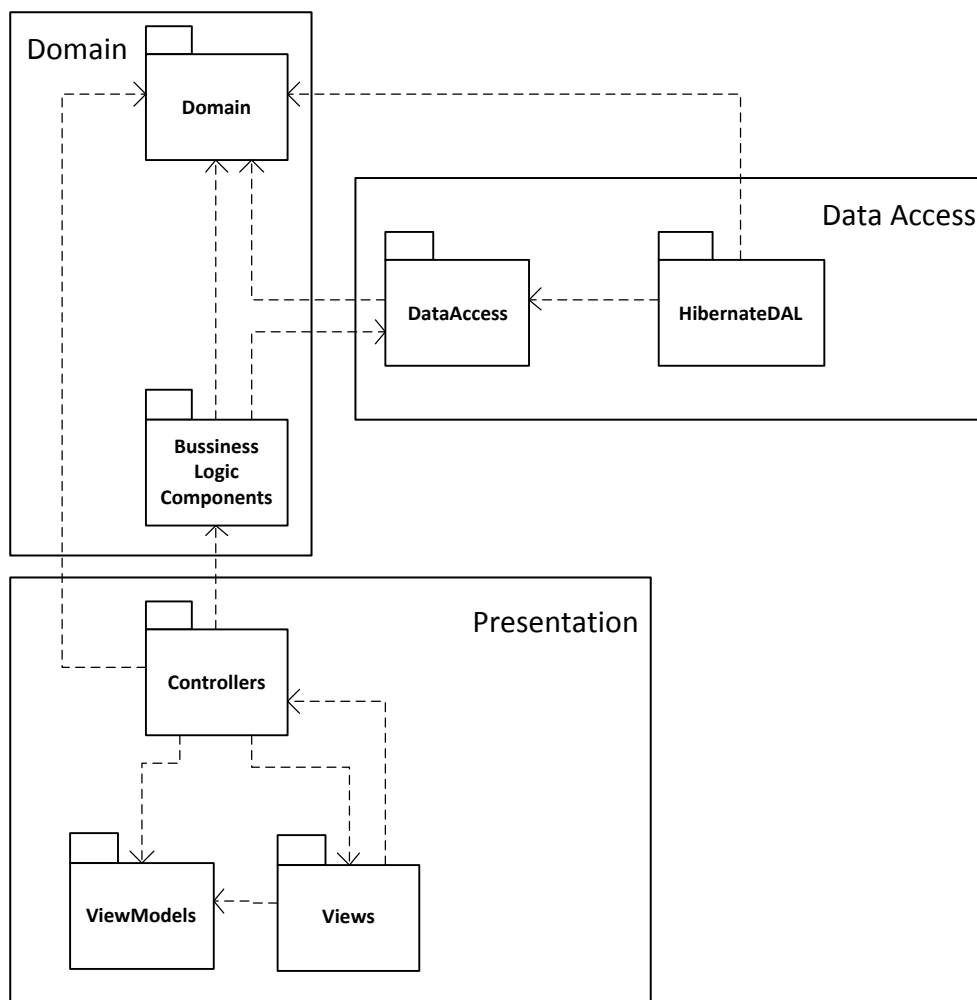 Domain
Domain
Data Access
DataAccess
HibernateDAL
Bussiness
Logic
Components
Presentation
Controllers
ViewModels
Views